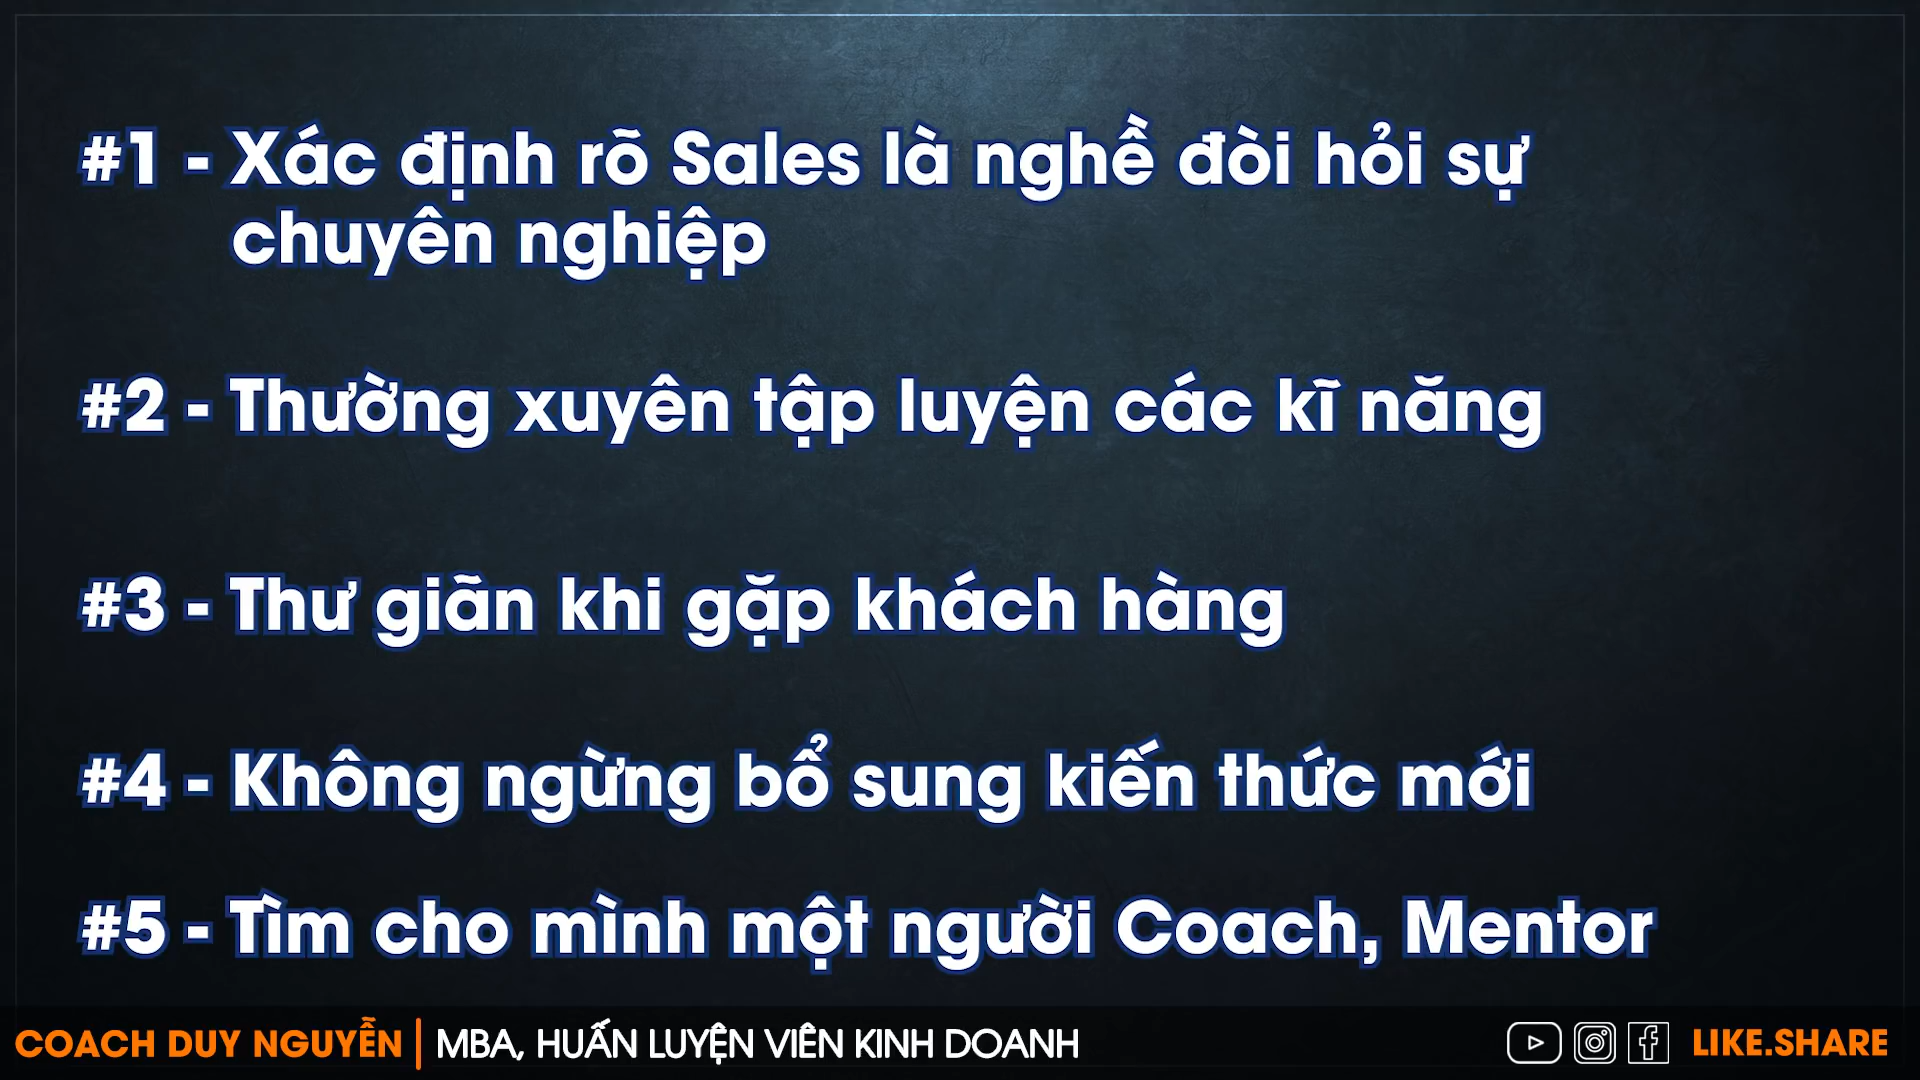 #1 - Xác định rõ Sales là nghề đòi hỏi sự
chuyên nghiệp
#2 - Thường xuyên tập luyện các kĩ năng
#3 - Thư giãn khi gặp khách hàng
#4 - Không ngừng bổ sung kiến thức mới
#5 - Tìm cho mình một người Coach, Mentor
COACH DUY NGUYỄN | MBA, HUẤN LUYỆN VIÊN KINH DOANH
LIKE.SHARE